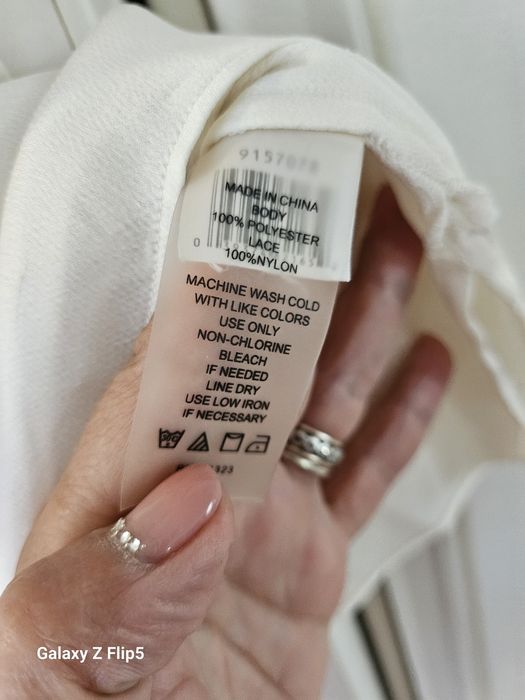 MADE IN CHINA
BODY
100% POLYESTER
LACE
100%NYLON
MACHINE WASH COLD
WITH LIKE COLORS
USE ONLY
NON-CHLORINE
BLEACH
IF NEEDED
LINE DRY
USE LOW IRON
IF NECESSARY
Galaxy Z Flip5